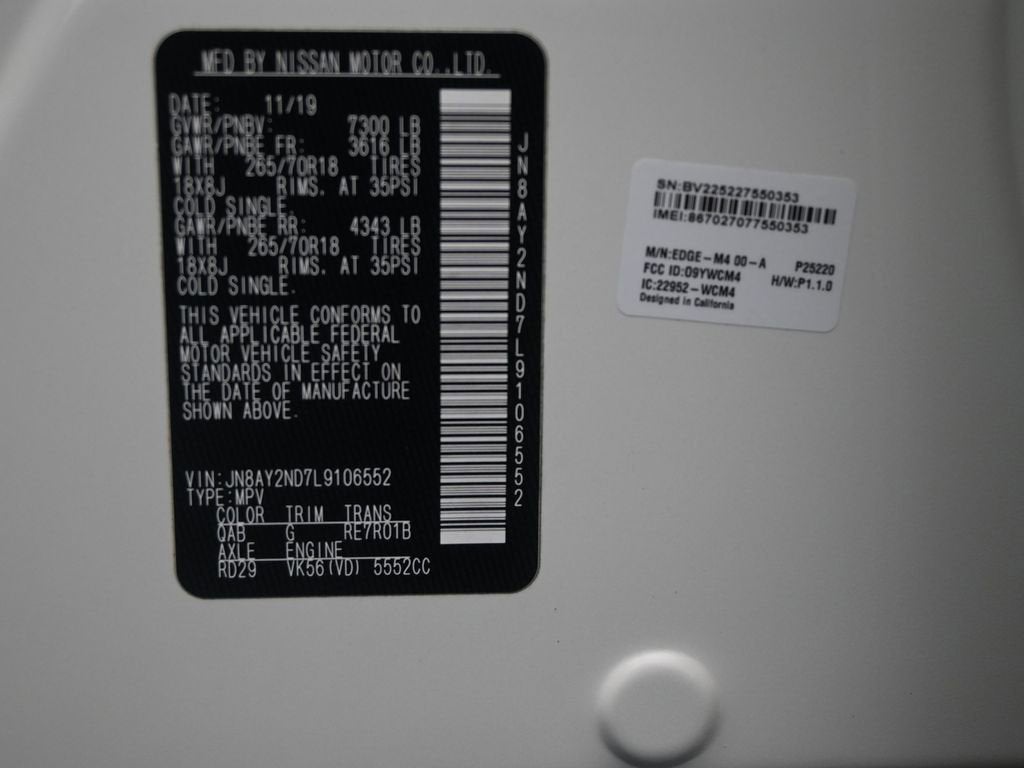 MFD BY NISSAN MOTOR CO.,LTD.
DATE: 11/19
GVWR/PNBV: 7300 LB
GAWR/PNBE FR: 3616 LB
WITH 265/70R18 TIRES
18X8J RIMS. AT 35PSI
COLD SINGLE.
GAWR/PNBE RR: 4343 LB
WITH 265/70R18 TIRES
18X8J RIMS. AT 35PSI
COLD SINGLE.
THIS VEHICLE CONFORMS TO
ALL APPLICABLE FEDERAL
MOTOR VEHICLE SAFETY
STANDARDS IN EFFECT ON
THE DATE OF MANUFACTURE
SHOWN ABOVE.
VIN:JN8AY2ND7L9106552
TYPE:MPV
COLOR TRIM TRANS
QAB G RE7R01B
AXLE ENGINE
RD29 VK56(VD) 5552CC
JN8AY2ND7L9106552
SN:BV225227550353
IMEI:867027077550353
M/N:EDGE-M4 00-A P25220
FCC ID:O9YWCM4 H/W:P1.1.0
IC:22952-WCM4
Designed in California